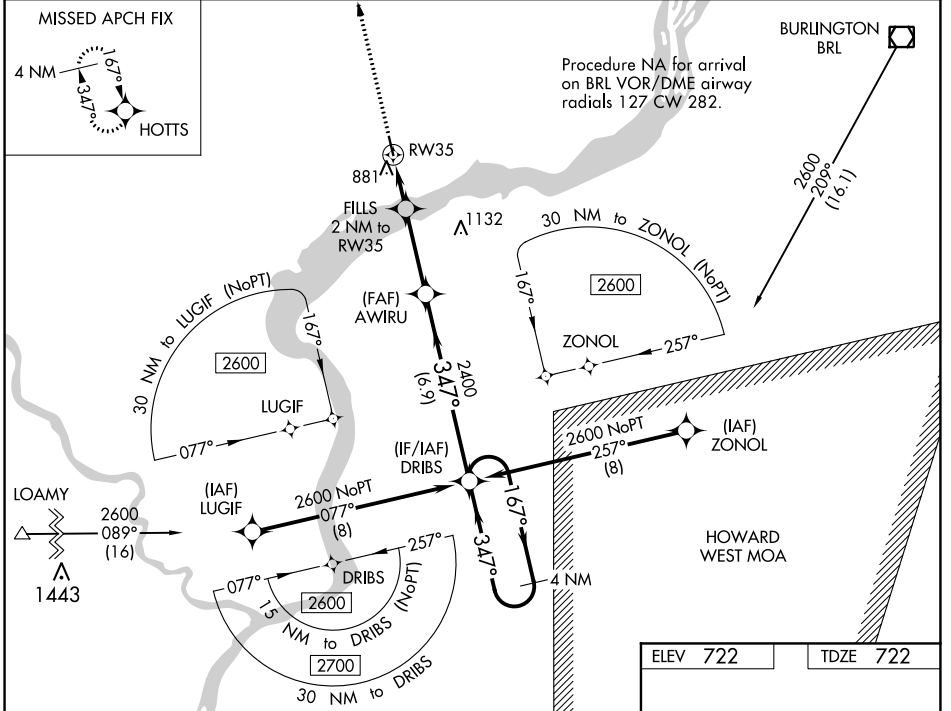 MISSED APCH FIX
4 NM
167°
347°
HOTTS
BURLINGTON
BRL
Procedure NA for arrival
on BRL VOR/DME airway
radials 127 CW 282.
2600
209°
(16.1)
RW35
881
FILLS
2 NM to
RW35
1132
30 NM to ZONOL (NoPT)
2600
167°
ZONOL
257°
(FAF)
AWIRU
30 NM to LUGIF (NoPT)
2600
167°
LUGIF
077°
2400
347°
(6.9)
(IF/IAF)
DRIBS
2600 NoPT
257°
(8)
(IAF)
ZONOL
LOAMY
2600
089°
(16)
1443
(IAF)
LUGIF
2600 NoPT
077°
(8)
167°
347°
4 NM
HOWARD
WEST MOA
077°
257°
DRIBS
2600
15 NM to DRIBS (NoPT)
2700
30 NM to DRIBS
ELEV 722
TDZE 722